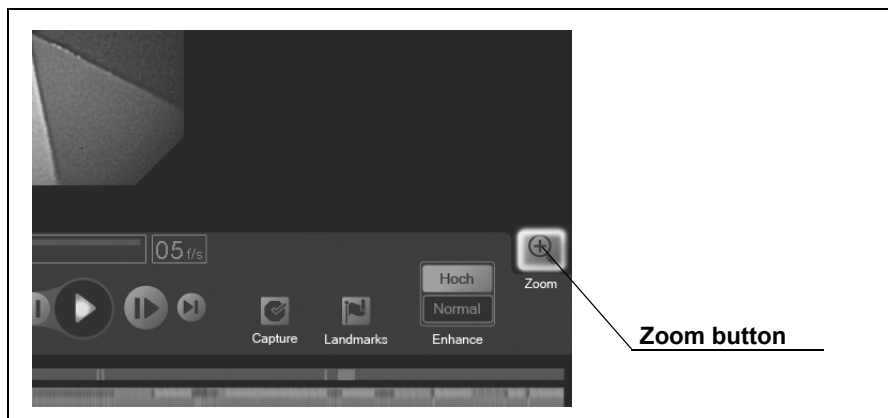 05 f/s
Hoch
Normal
Zoom
Capture
Landmarks
Enhance
Zoom button